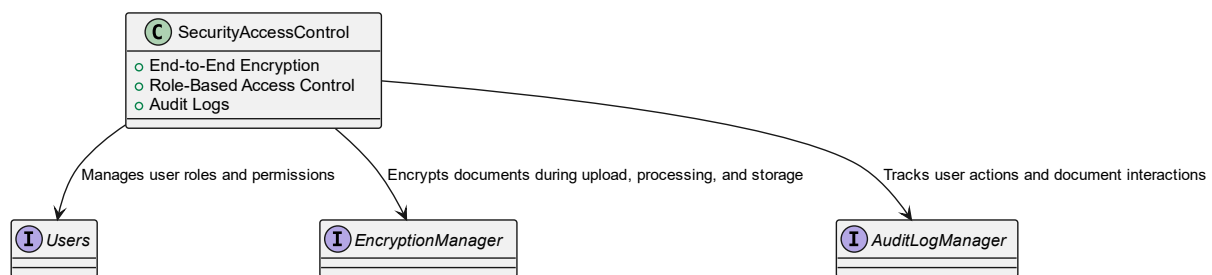 C SecurityAccessControl
End-to-End Encryption
Role-Based Access Control
Audit Logs
Manages user roles and permissions
Encrypts documents during upload, processing, and storage
Tracks user actions and document interactions
I Users
I EncryptionManager
I AuditLogManager